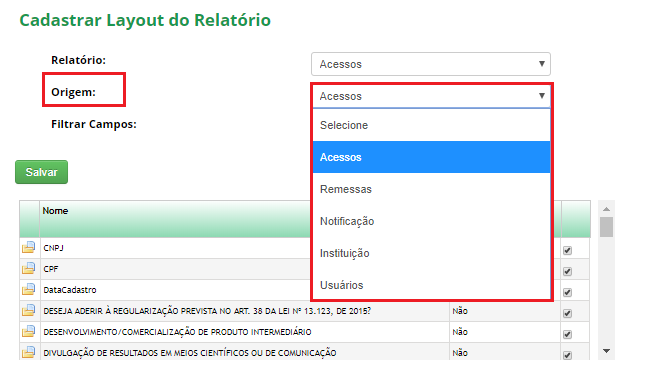 Cadastrar Layout do Relatório
Relatório:
Acessos
Origem:
Acessos
Selecione
Acessos
Remessas
Notificação
Instituição
Usuários
Filtrar Campos:
Salvar
Nome
CNPJ
CPF
DataCadastro
DESEJA ADERIR À REGULARIZAÇÃO PREVISTA NO ART. 38 DA LEI Nº 13.123, DE 2015? Não
DESENVOLVIMENTO/COMERCIALIZAÇÃO DE PRODUTO INTERMEDIÁRIO Não
DIVULGAÇÃO DE RESULTADOS EM MEIOS CIENTÍFICOS OU DE COMUNICAÇÃO Não